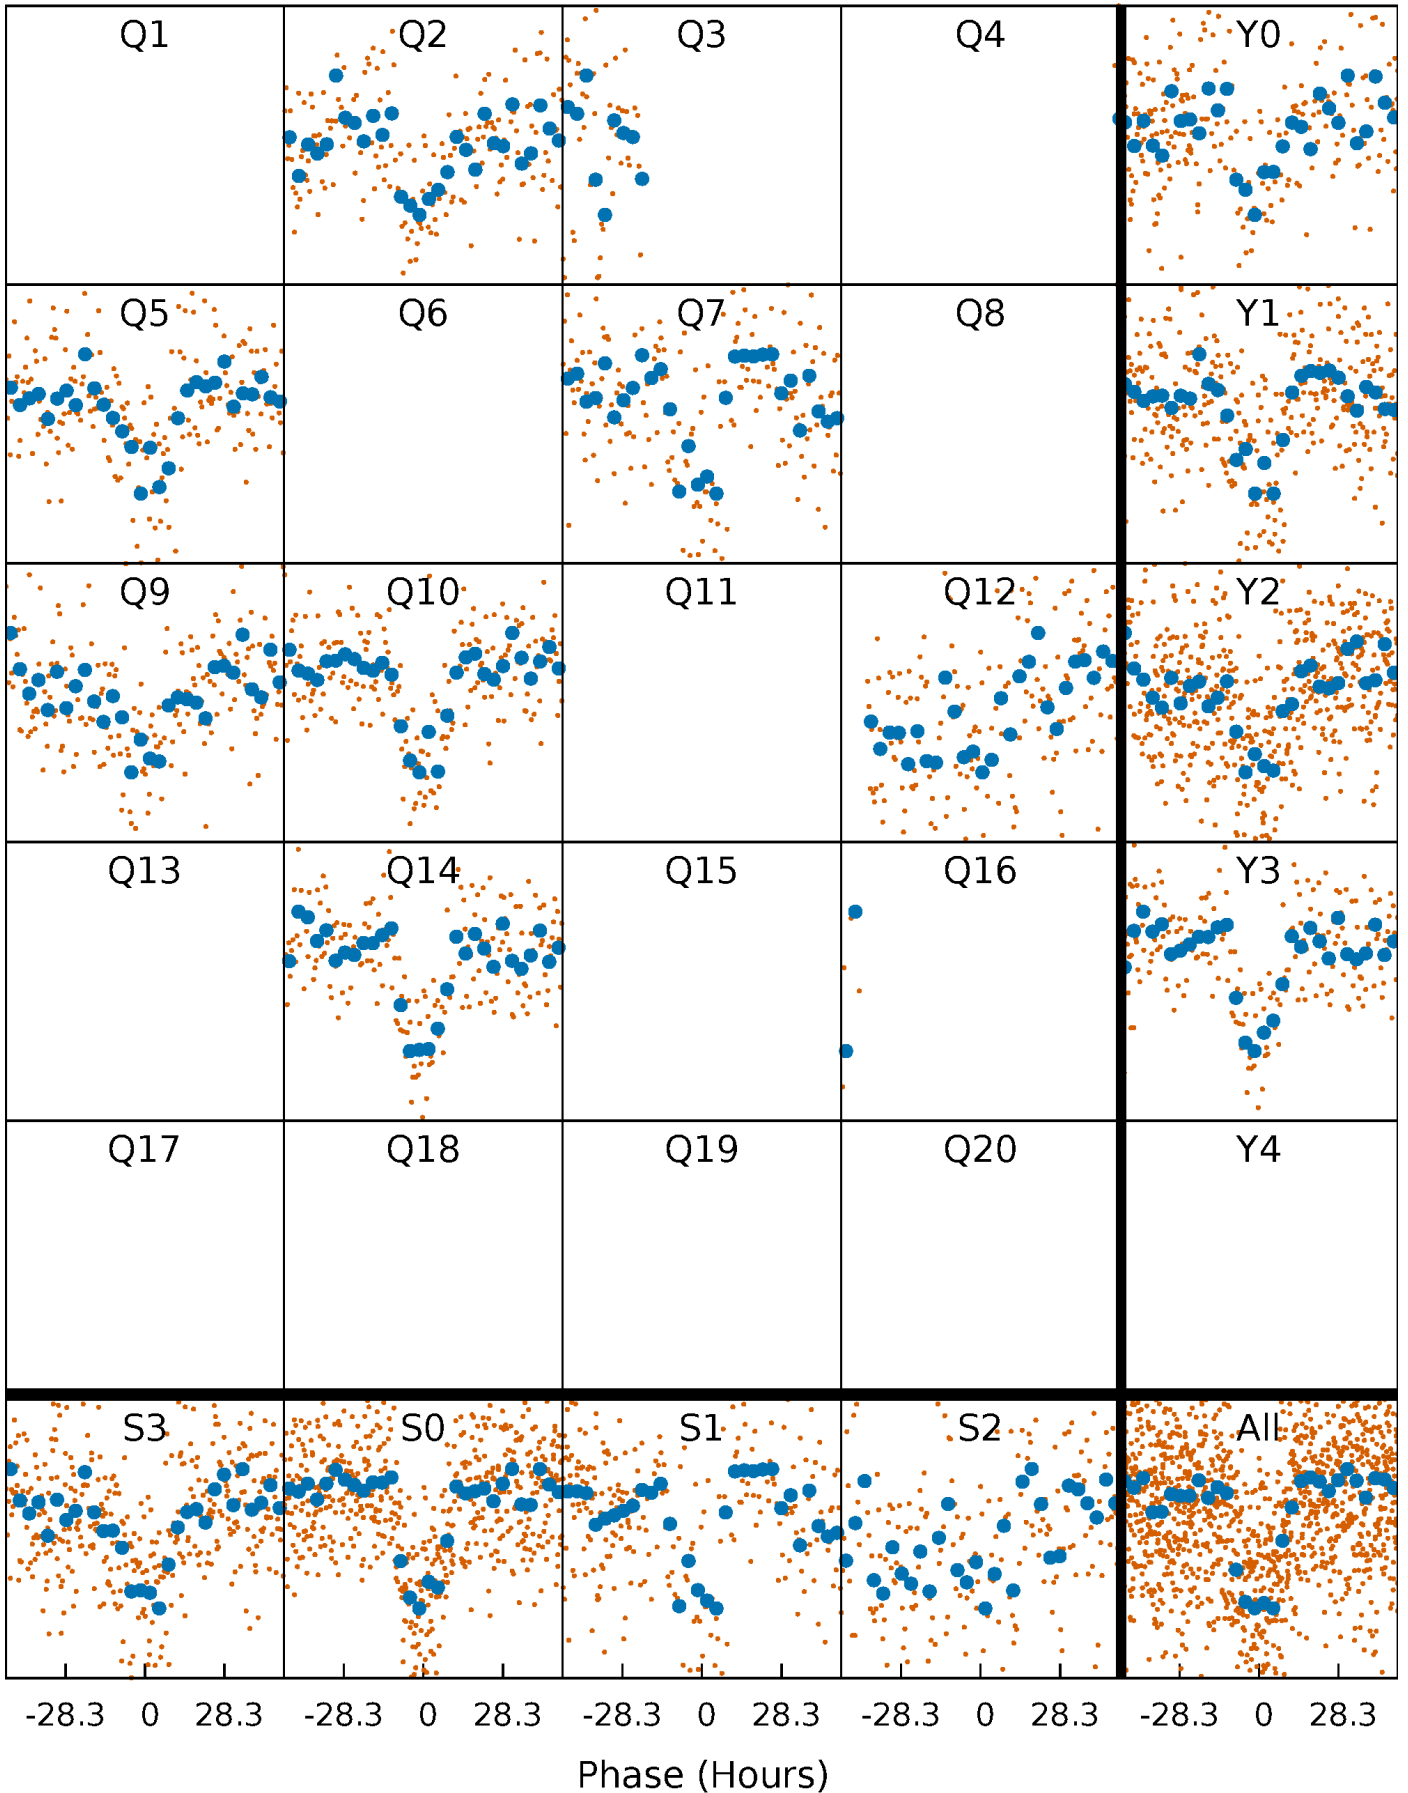 Q1 Q2 Q3 Q4 Y0
Q5 Q6 Q7 Q8 Y1
Q9 Q10 Q11 Q12 Y2
Q13 Q14 Q15 Q16 Y3
Q17 Q18 Q19 Q20 Y4
S3 S0 S1 S2 All
-28.3 0 28.3 -28.3 0 28.3 -28.3 0 28.3 -28.3 0 28.3 -28.3 0 28.3
Phase (Hours)